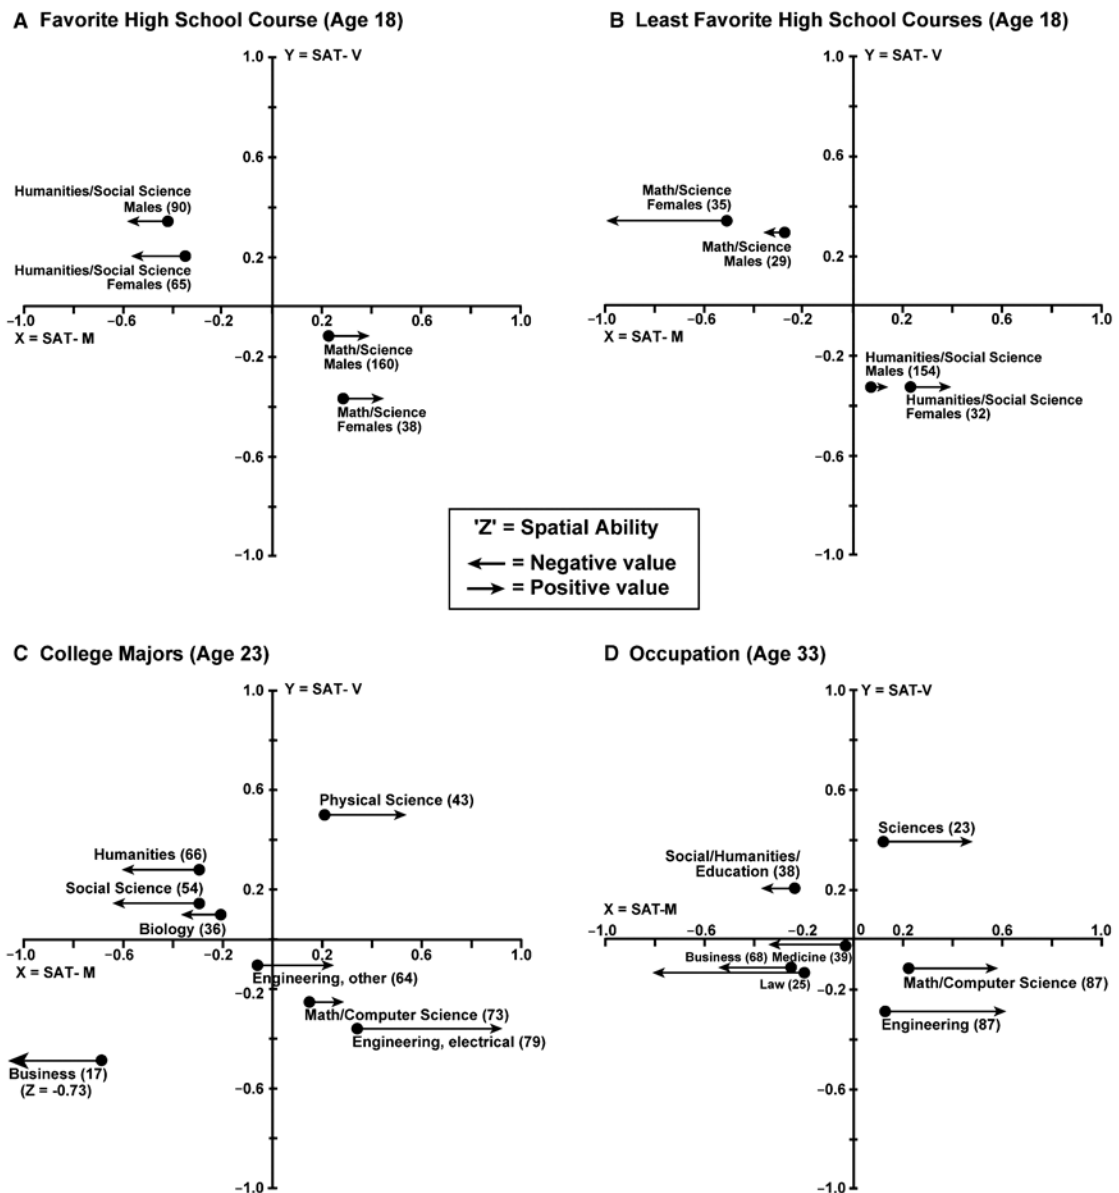 A Favorite High School Course (Age 18)
1.0
Y = SAT- V
0.6
Humanities/Social Science
Males (90)
0.2
Humanities/Social Science
Females (65)
−1.0 −0.6 −0.2 0.2 0.6 1.0
X = SAT- M
Math/Science
Males (160)
−0.2
Math/Science
Females (38)
−0.6
−1.0
B Least Favorite High School Courses (Age 18)
1.0
Y = SAT- V
0.6
Math/Science
Females (35)
Math/Science
Males (29)
0.2
−1.0 −0.6 −0.2 0.2 0.6 1.0
X = SAT- M
−0.2
Humanities/Social Science
Males (154)
Humanities/Social Science
Females (32)
−0.6
−1.0
'Z' = Spatial Ability
= Negative value
= Positive value
C College Majors (Age 23)
1.0
Y = SAT- V
0.6
Physical Science (43)
Humanities (66)
Social Science (54)
0.2
Biology (36)
−1.0 −0.6 −0.2 0.2 0.6 1.0
X = SAT- M
Engineering, other (64)
−0.2
Math/Computer Science (73)
Engineering, electrical (79)
Business (17)
(Z = -0.73)
−0.6
−1.0
D Occupation (Age 33)
1.0
Y = SAT-V
0.6
Sciences (23)
Social/Humanities/
Education (38)
0.2
X = SAT-M
−1.0 −0.6 −0.2 0.2 0.6 1.0
Business (68) Medicine (39)
Law (25)
−0.2
Math/Computer Science (87)
Engineering (87)
−0.6
−1.0